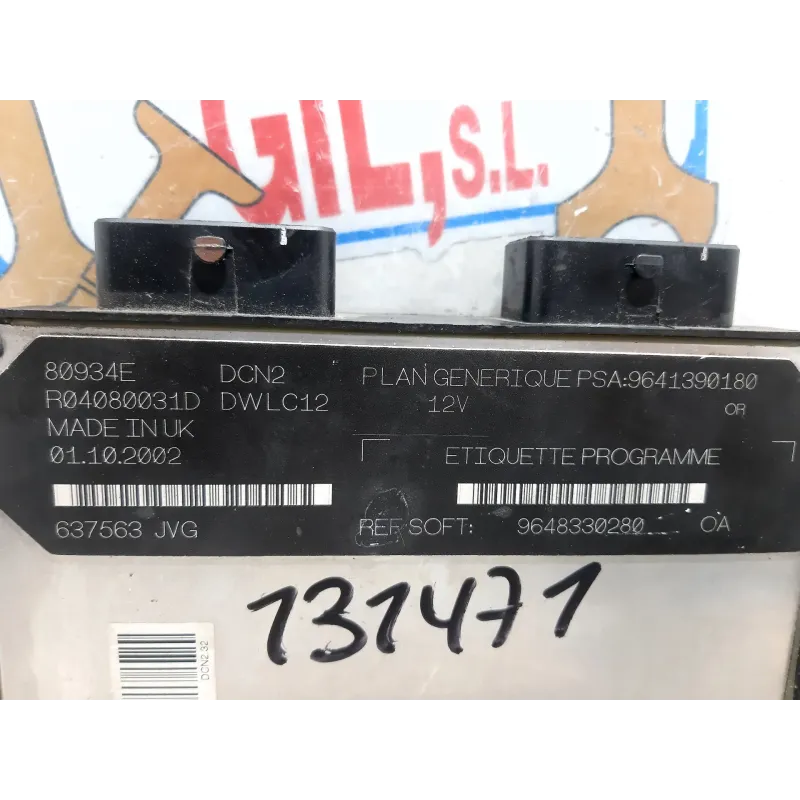 GIL, S.L.
80934E DCN2 PLAN GENERIQUE PSA:9641390180
R04080031D DWLC12 12V OR
MADE IN UK
01.10.2002 ETIQUETTE PROGRAMME
637563 JVG REF SOFT: 9648330280 OA
131471
DCN2 32